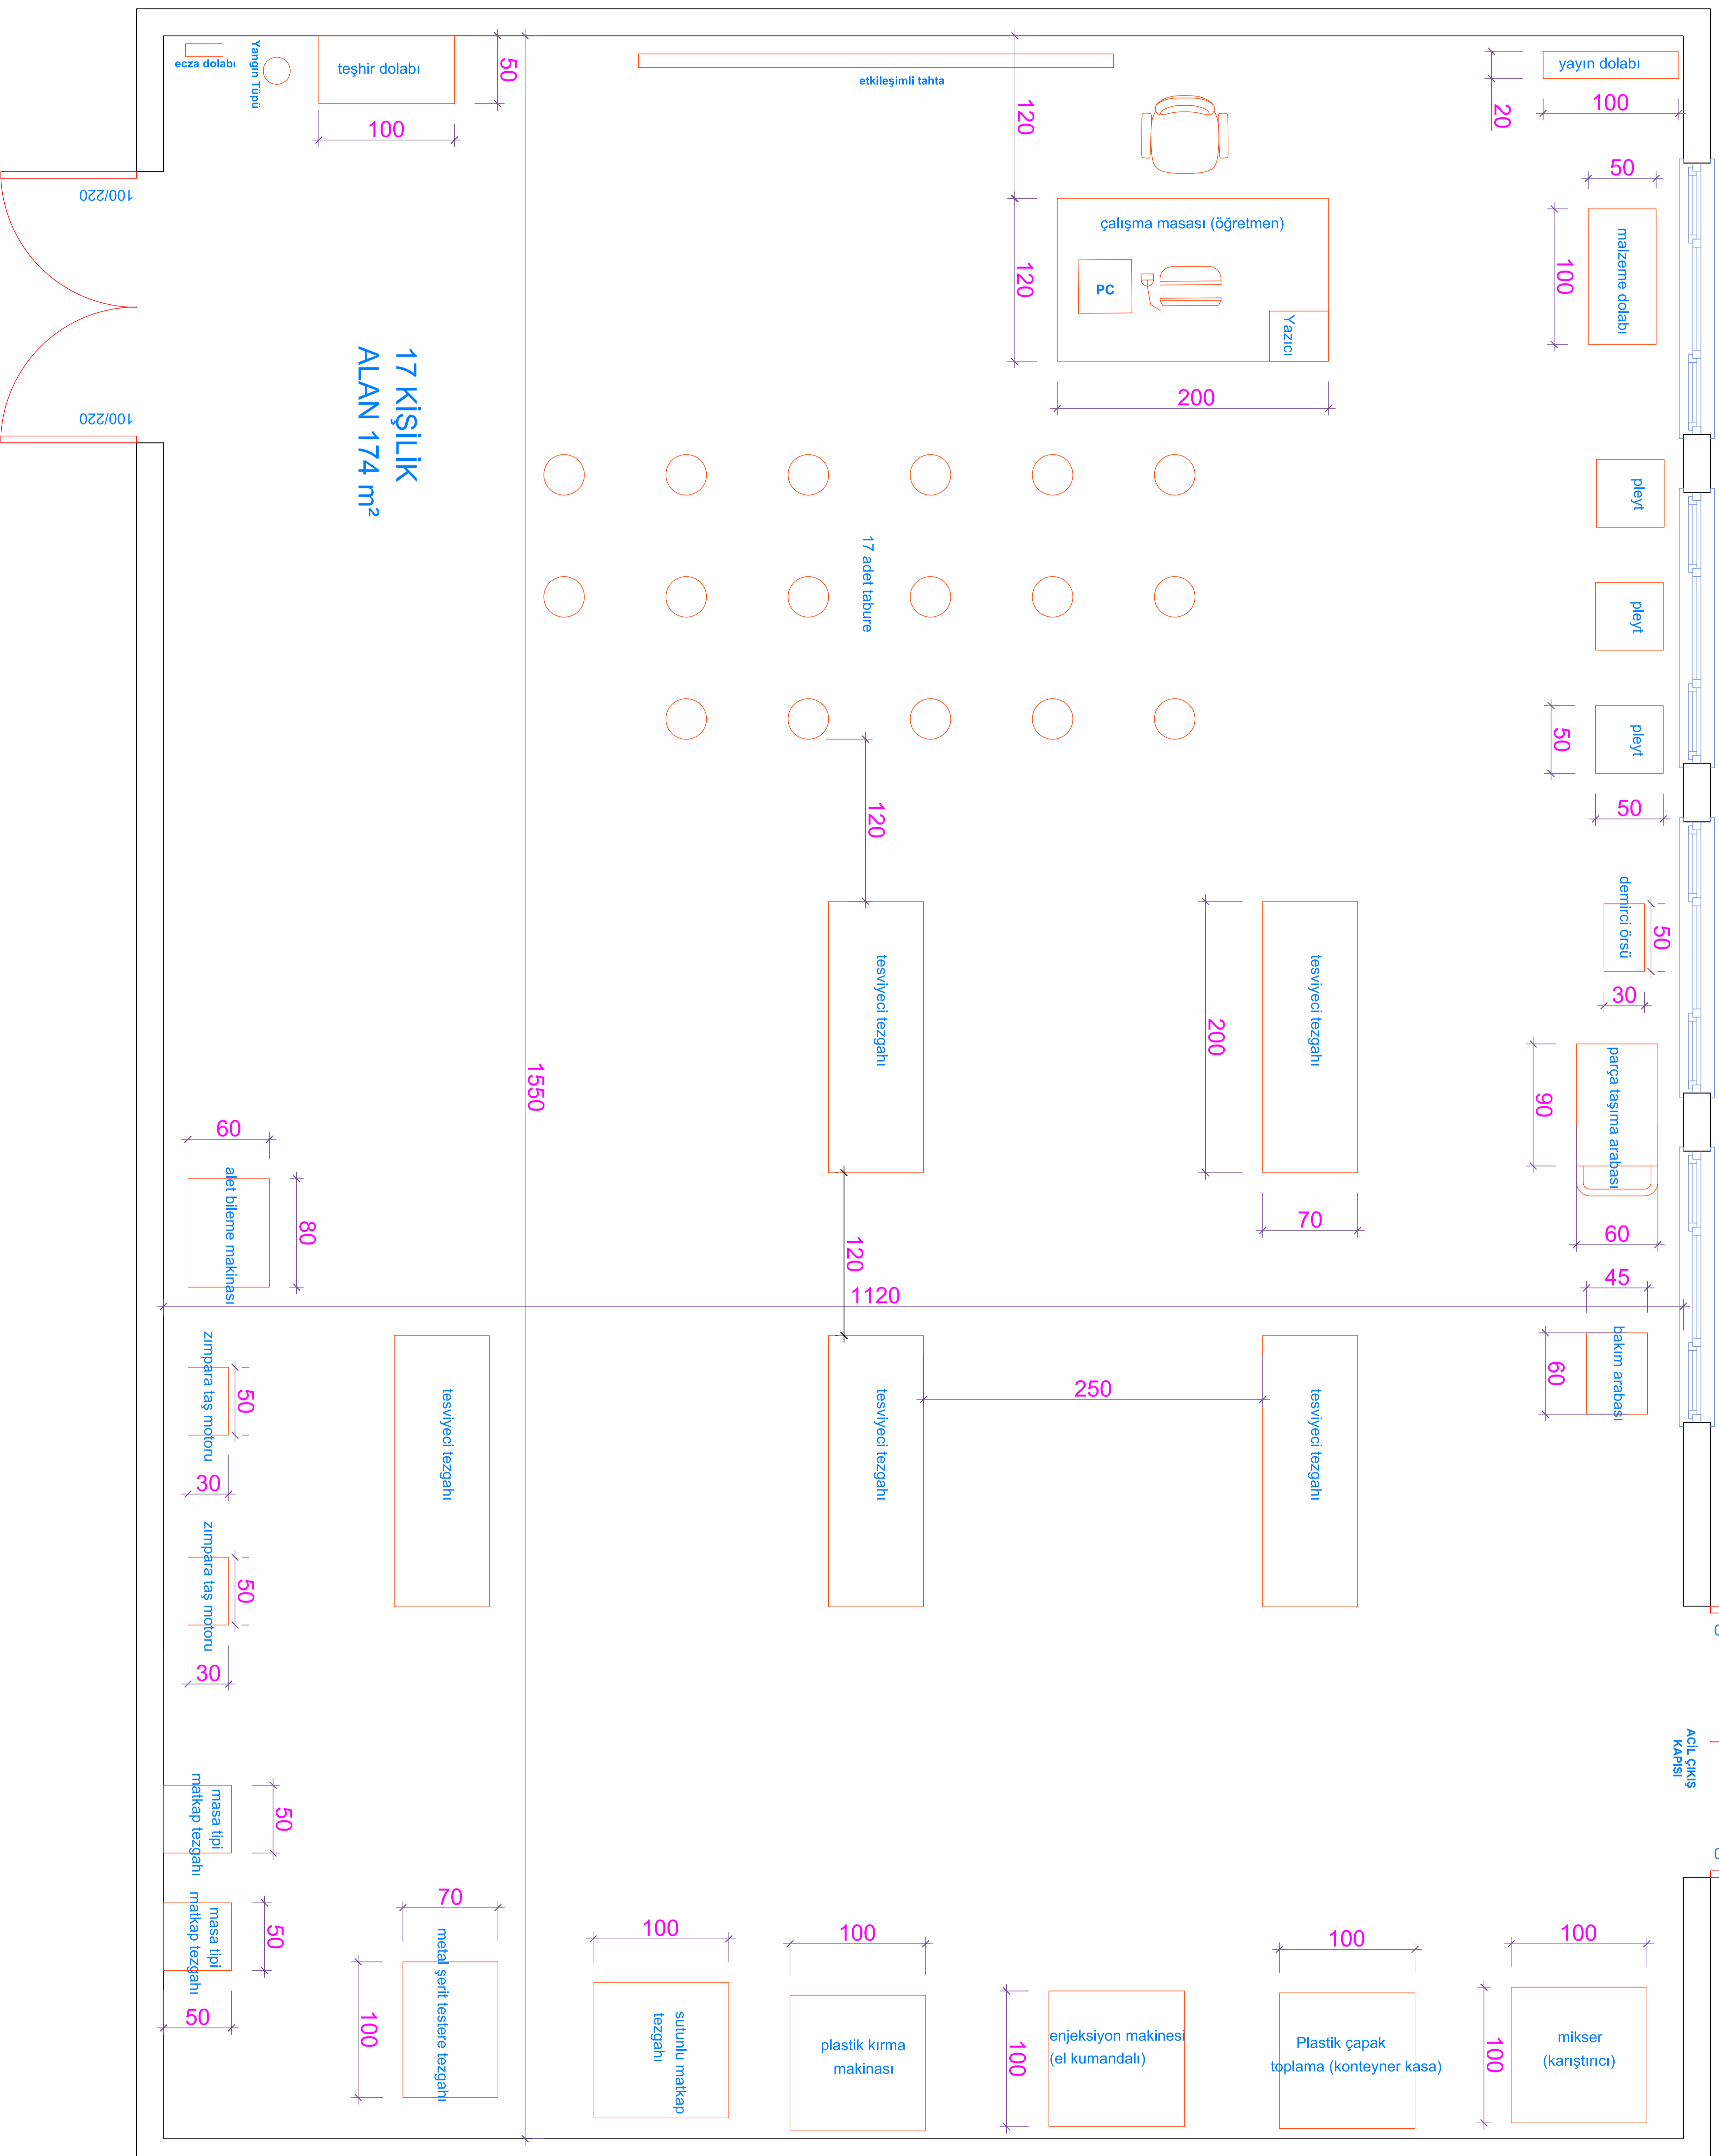 ecza dolabı
Yangın Tüpü
teşhir dolabı
50
100
etkileşimli tahta
120
yayın dolabı
100
20
50
malzeme dolabı
100
çalışma masası (öğretmen)
PC
Yazıcı
120
200
100/220
100/220
17 KİŞİLİK
ALAN 174 m²
17 adet tabure
pleyt
pleyt
pleyt
50
50
120
demirci örsü
50
30
tesviyeci tezgahı
tesviyeci tezgahı
200
70
parça taşıma arabası
90
60
1550
60
alet bileme makinası
80
120
1120
45
bakım arabası
60
zımpara taş motoru
50
30
tesviyeci tezgahı
tesviyeci tezgahı
250
tesviyeci tezgahı
zımpara taş motoru
50
30
ACİL ÇIKIŞ
KAPISI
masa tipi
matkap tezgahı
50
masa tipi
matkap tezgahı
50
50
70
metal şerit testere tezgahı
100
100
sutunlu matkap
tezgahı
100
plastik kırma
makinası
enjeksiyon makinesi
(el kumandalı)
100
100
Plastik çapak
toplama (konteyner kasa)
100
mikser
(karıştırıcı)
100